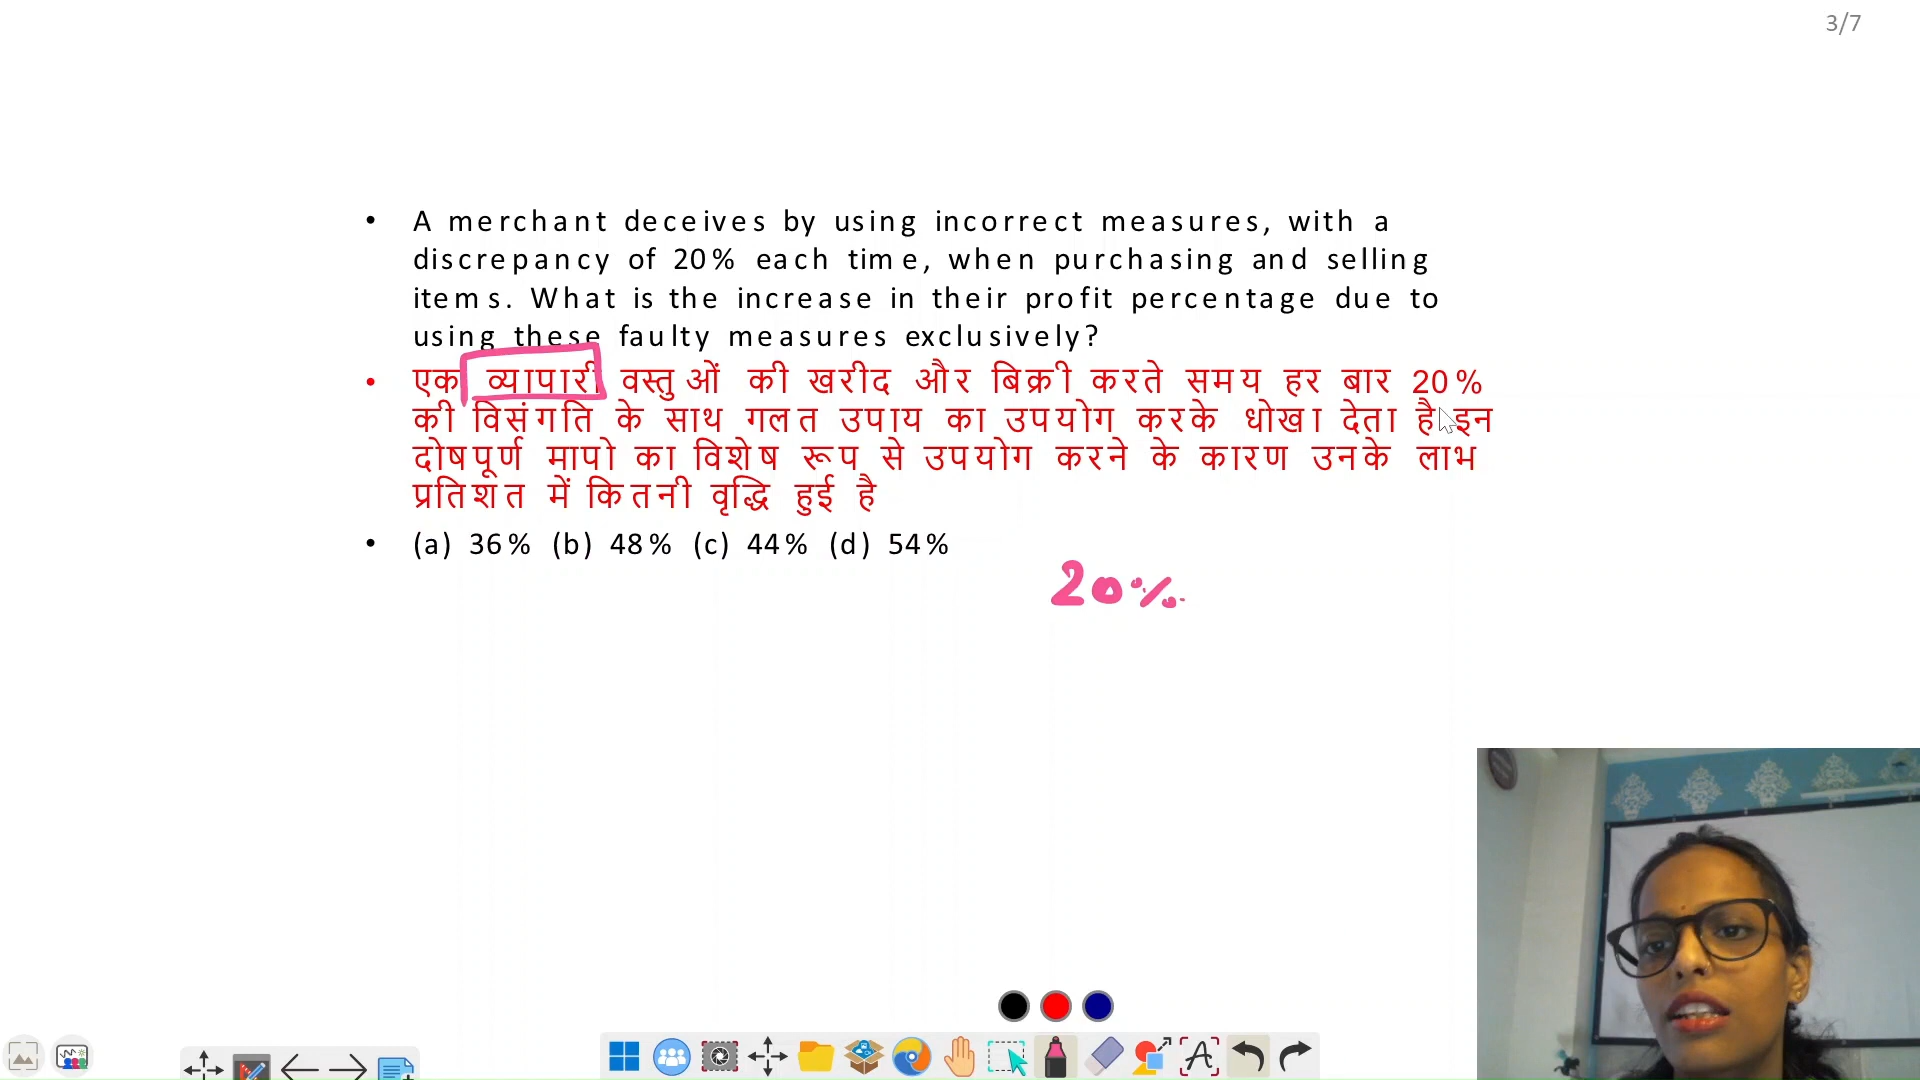 3/7
• A merchant deceives by using incorrect measures, with a
discrepancy of 20% each time, when purchasing and selling
items. What is the increase in their profit percentage due to
using these faulty measures exclusively?
• एक व्यापारी वस्तुओं की खरीद और बिक्री करते समय हर बार 20%
की विसंगति के साथ गलत उपाय का उपयोग करके धोखा देता है इन
दोषपूर्ण मापो का विशेष रूप से उपयोग करने के कारण उनके लाभ
प्रतिशत में कितनी वृद्धि हुई है
• (a) 36% (b) 48% (c) 44% (d) 54%
20%